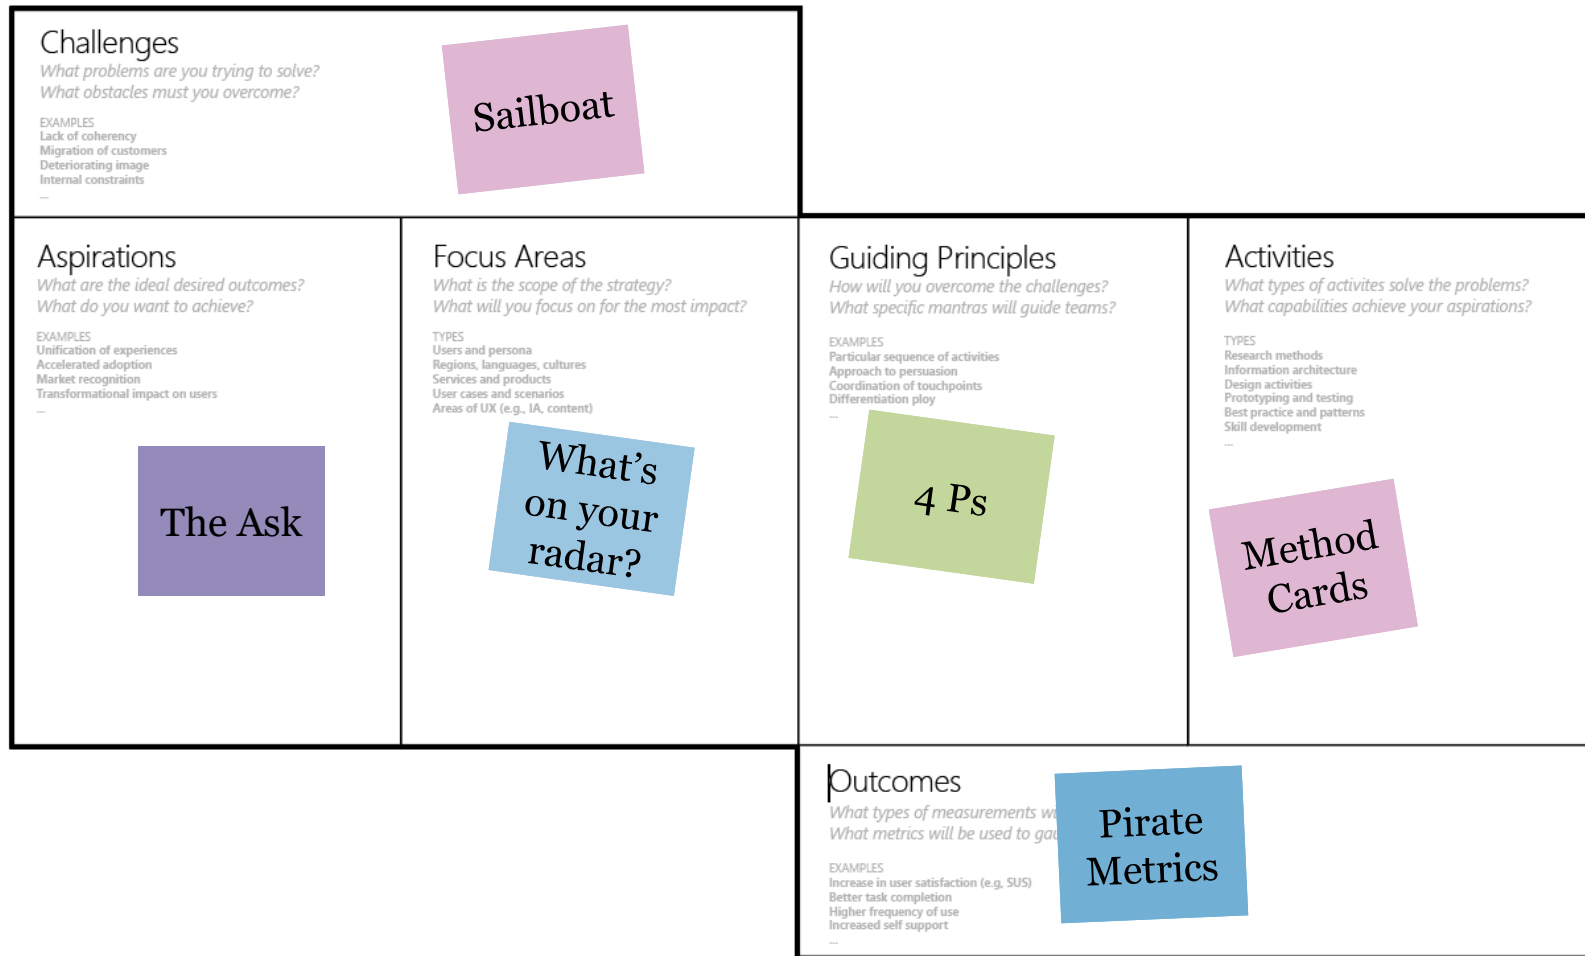 Challenges
What problems are you trying to solve?
What obstacles must you overcome?
EXAMPLES
Lack of coherency
Migration of customers
Deteriorating image
Internal constraints
...
Sailboat
Aspirations
What are the ideal desired outcomes?
What do you want to achieve?
EXAMPLES
Unification of experiences
Accelerated adoption
Market recognition
Transformational impact on users
...
The Ask
Focus Areas
What is the scope of the strategy?
What will you focus on for the most impact?
TYPES
Users and persona
Regions, languages, cultures
Services and products
User cases and scenarios
Areas of UX (e.g., IA, content)
What's
on your
radar?
Guiding Principles
How will you overcome the challenges?
What specific mantras will guide teams?
EXAMPLES
Particular sequence of activities
Approach to persuasion
Coordination of touchpoints
Differentiation ploy
...
4 Ps
Activities
What types of activites solve the problems?
What capabilities achieve your aspirations?
TYPES
Research methods
Information architecture
Design activities
Prototyping and testing
Best practice and patterns
Skill development
...
Method
Cards
Outcomes
What types of measurements
What metrics will be used to
EXAMPLES
Increase in user satisfaction (e.g, SUS)
Better task completion
Higher frequency of use
Increased self support
...
Pirate
Metrics